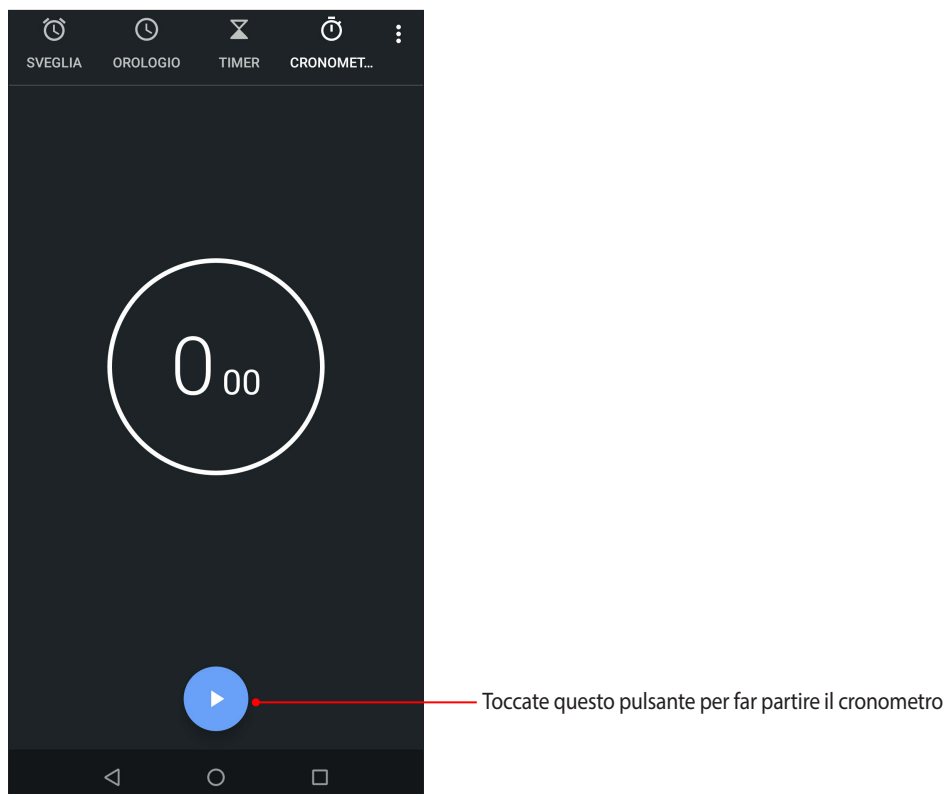 SVEGLIA OROLOGIO TIMER CRONOMET...
0 00
Toccate questo pulsante per far partire il cronometro